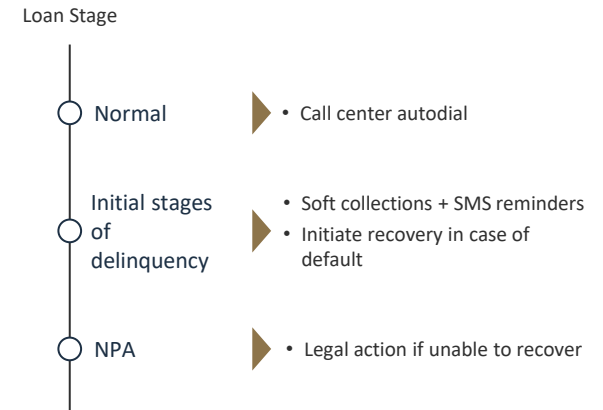 Loan Stage
Normal
• Call center autodial
Initial stages
of
delinquency
• Soft collections + SMS reminders
• Initiate recovery in case of
default
NPA
• Legal action if unable to recover